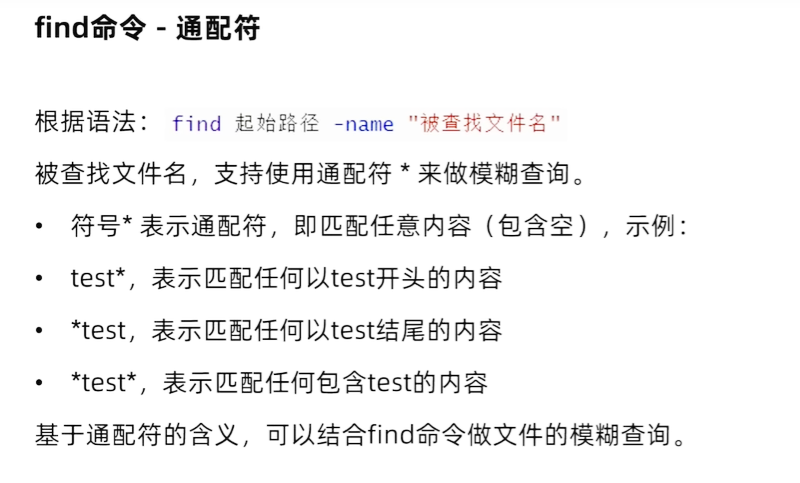 find命令 - 通配符
根据语法： find 起始路径 -name "被查找文件名"
被查找文件名，支持使用通配符 * 来做模糊查询。
• 符号* 表示通配符，即匹配任意内容（包含空），示例：
• test*，表示匹配任何以test开头的内容
• *test，表示匹配任何以test结尾的内容
• *test*，表示匹配任何包含test的内容
基于通配符的含义，可以结合find命令做文件的模糊查询。